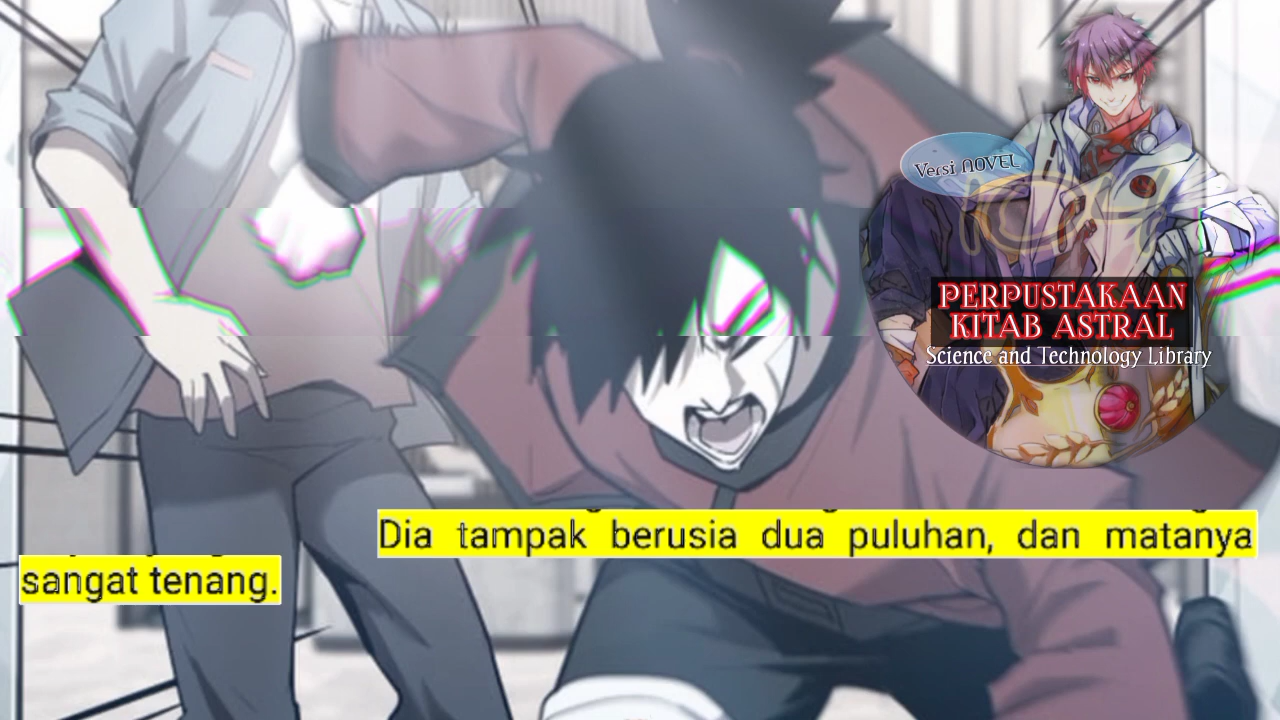 Versi NOVEL
PERPUSTAKAAN
KITAB ASTRAL
Science and Technology Library
Dia tampak berusia dua puluhan, dan matanya
sangat tenang.